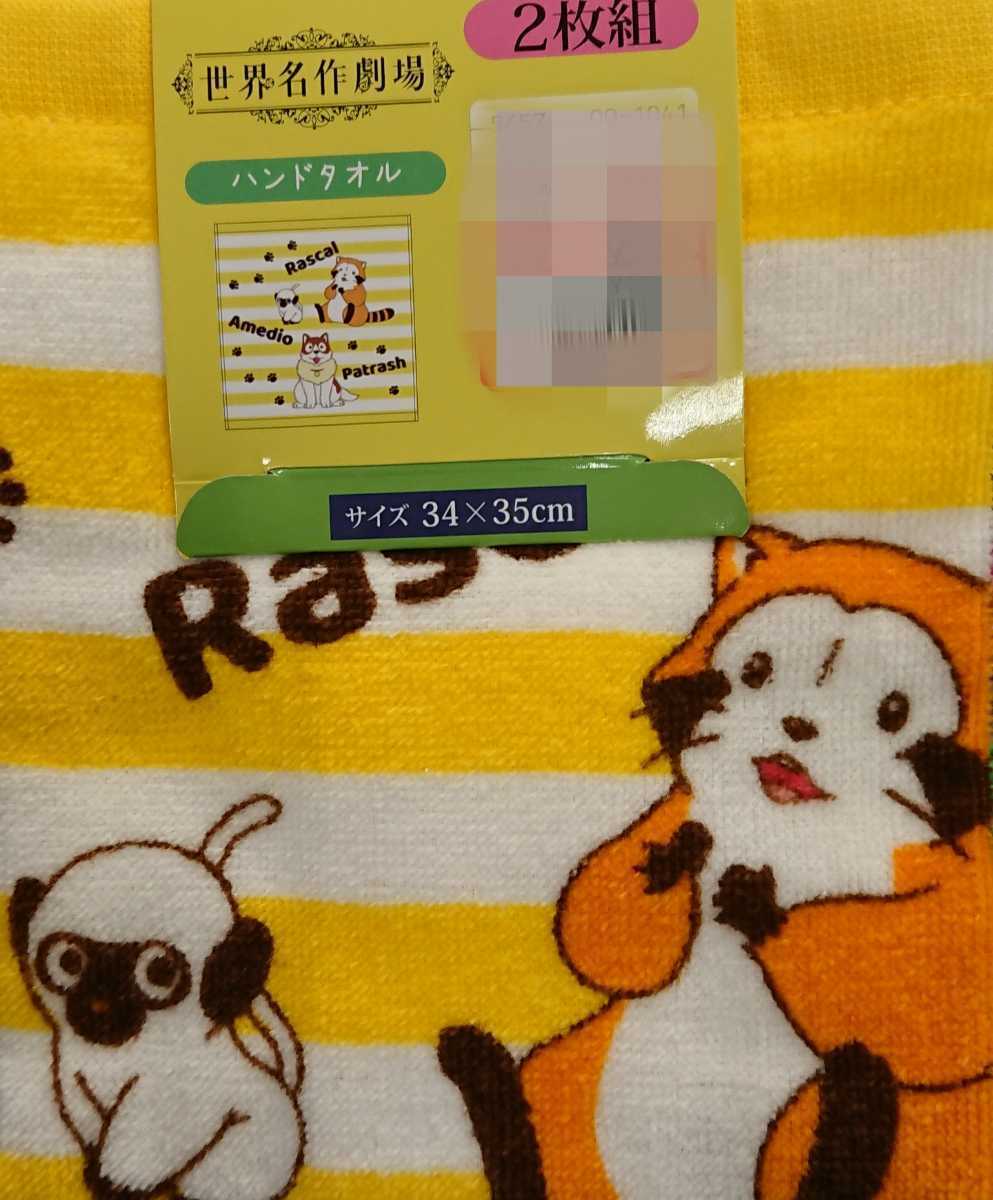 2枚組
世界名作劇場
ハンドタオル
Rascal
Amedio
Patrash
サイズ 34×35cm
Ras